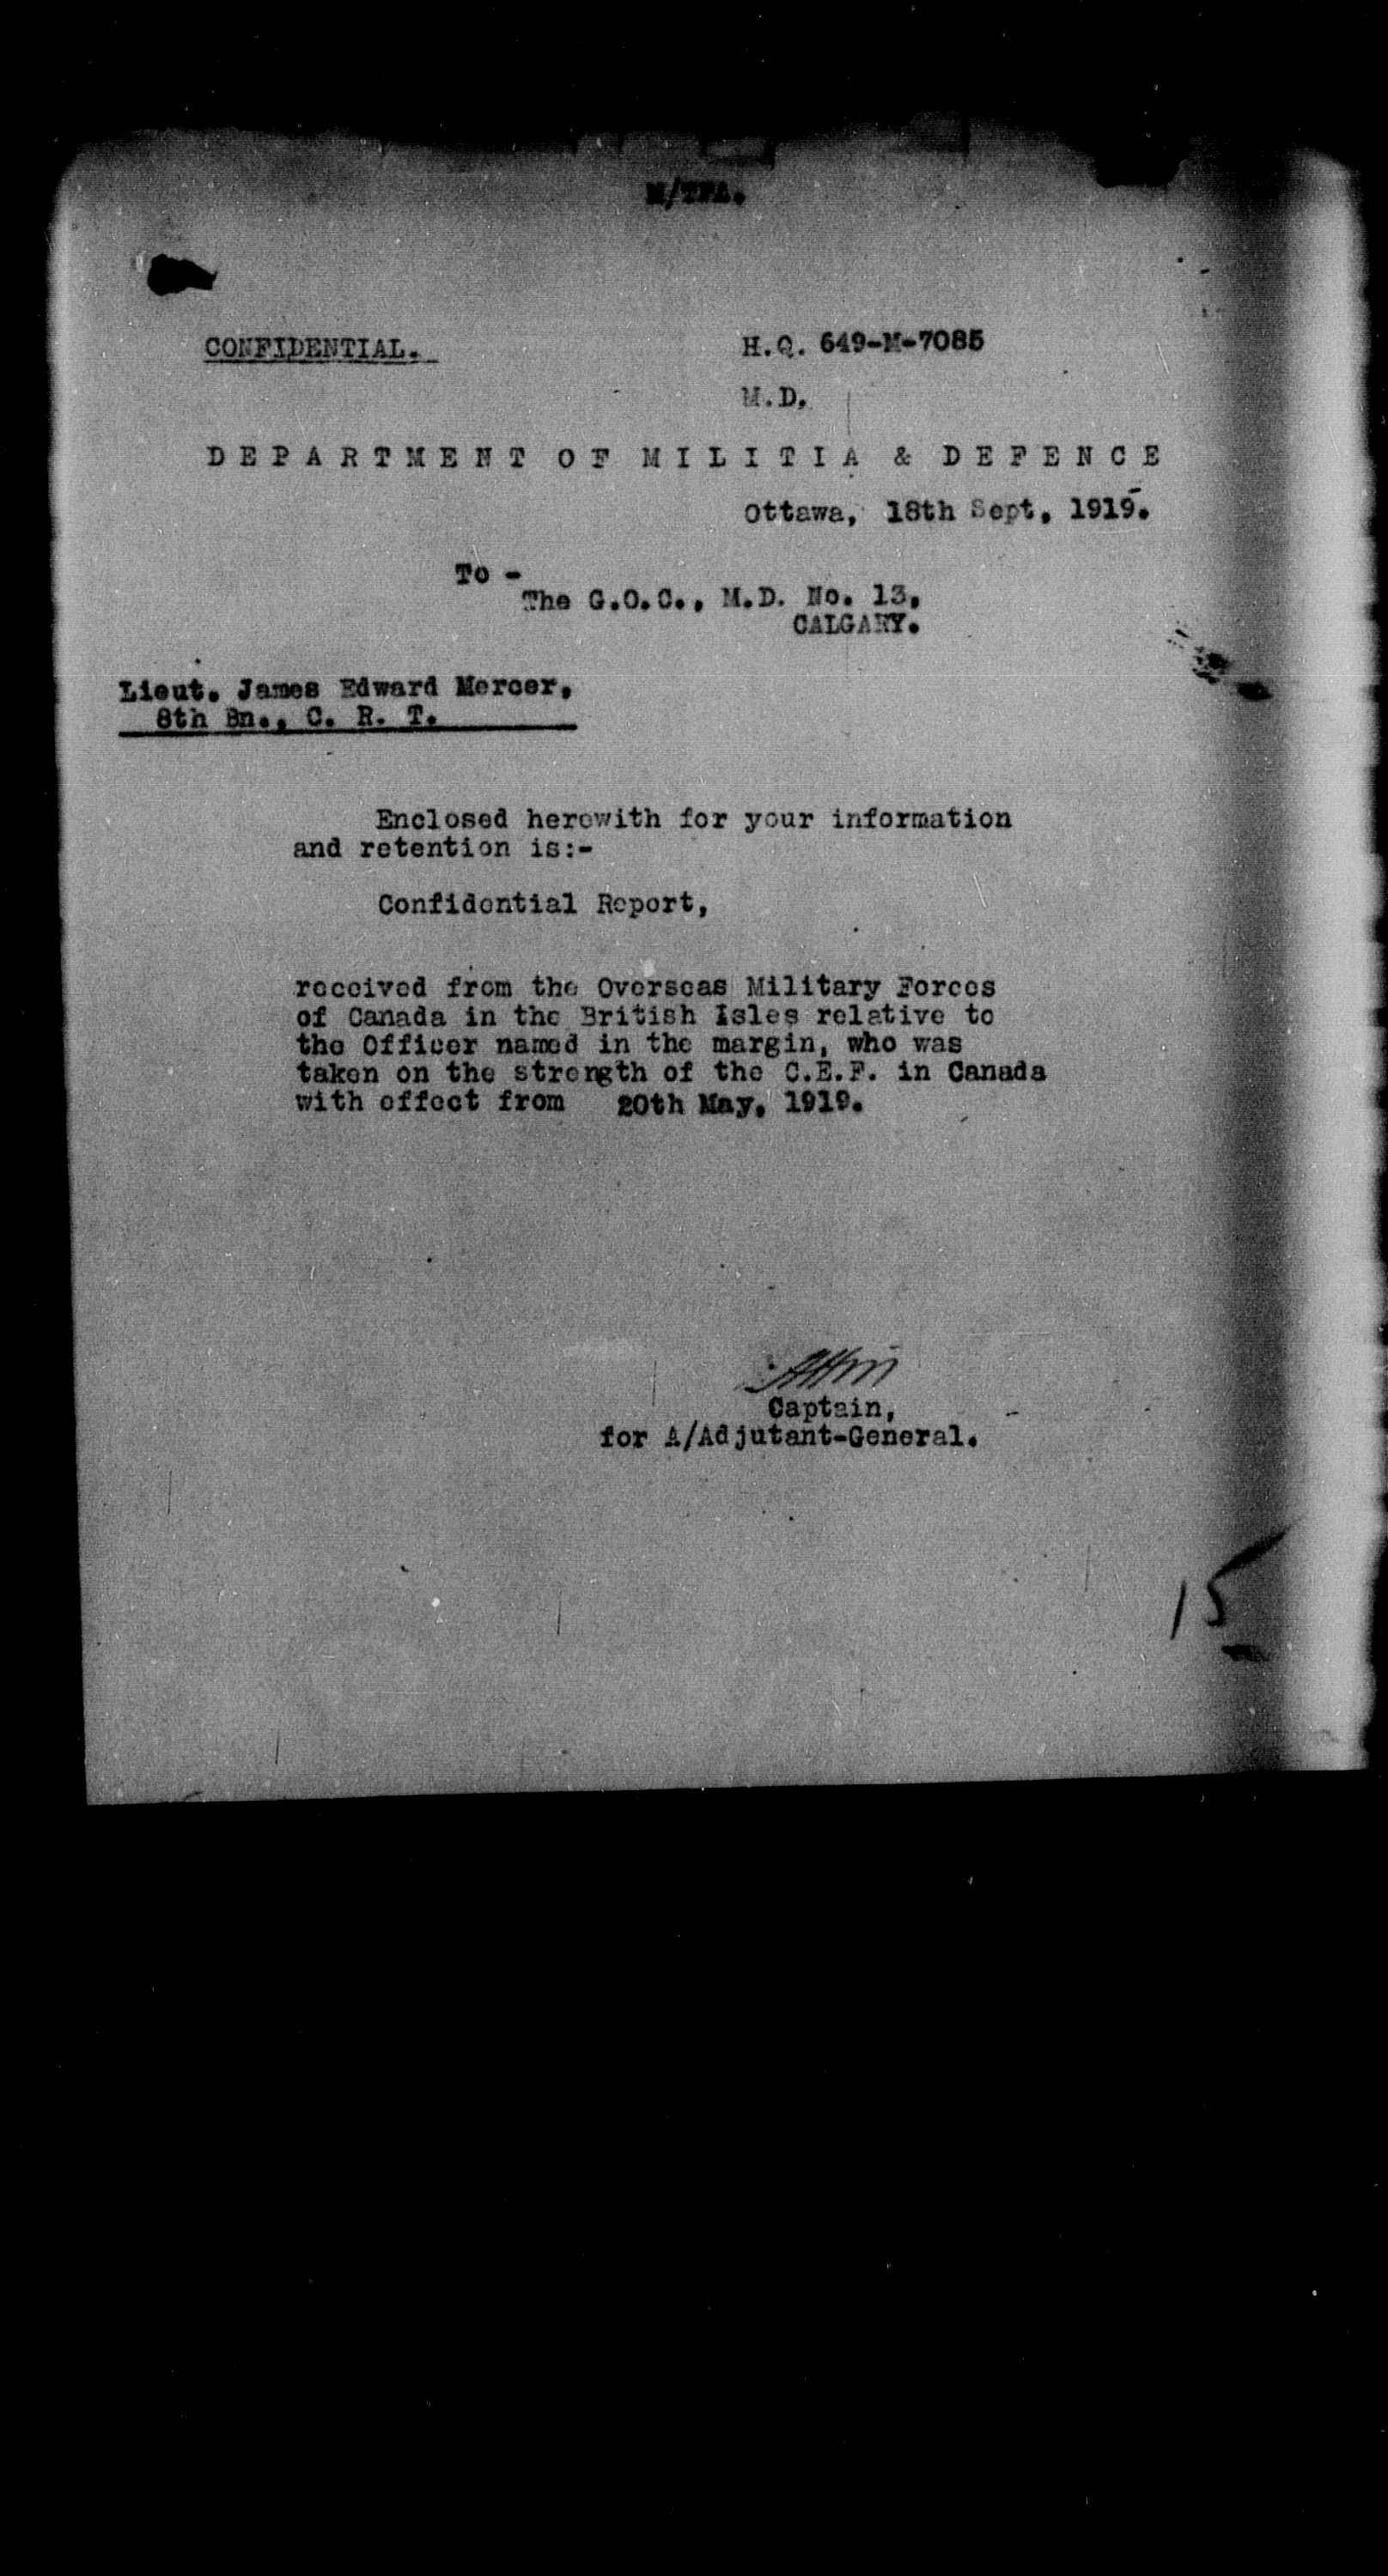 M/TFA.
CONFIDENTIAL.
H.Q. 649-M-7085
M.D.
DEPARTMENT OF MILITIA & DEFENCE
Ottawa, 18th Sept, 1919.
To -
The G.O.C., M.D. No. 13,
CALGARY.
Lieut. James Edward Mercer,
8th Bn., C. R. T.
Enclosed herewith for your information
and retention is:-
Confidential Report,
received from the Overseas Military Forces
of Canada in the British Isles relative to
the Officer named in the margin, who was
taken on the strength of the C.E.F. in Canada
with effect from 20th May, 1919.
Captain,
for A/Adjutant-General.
15